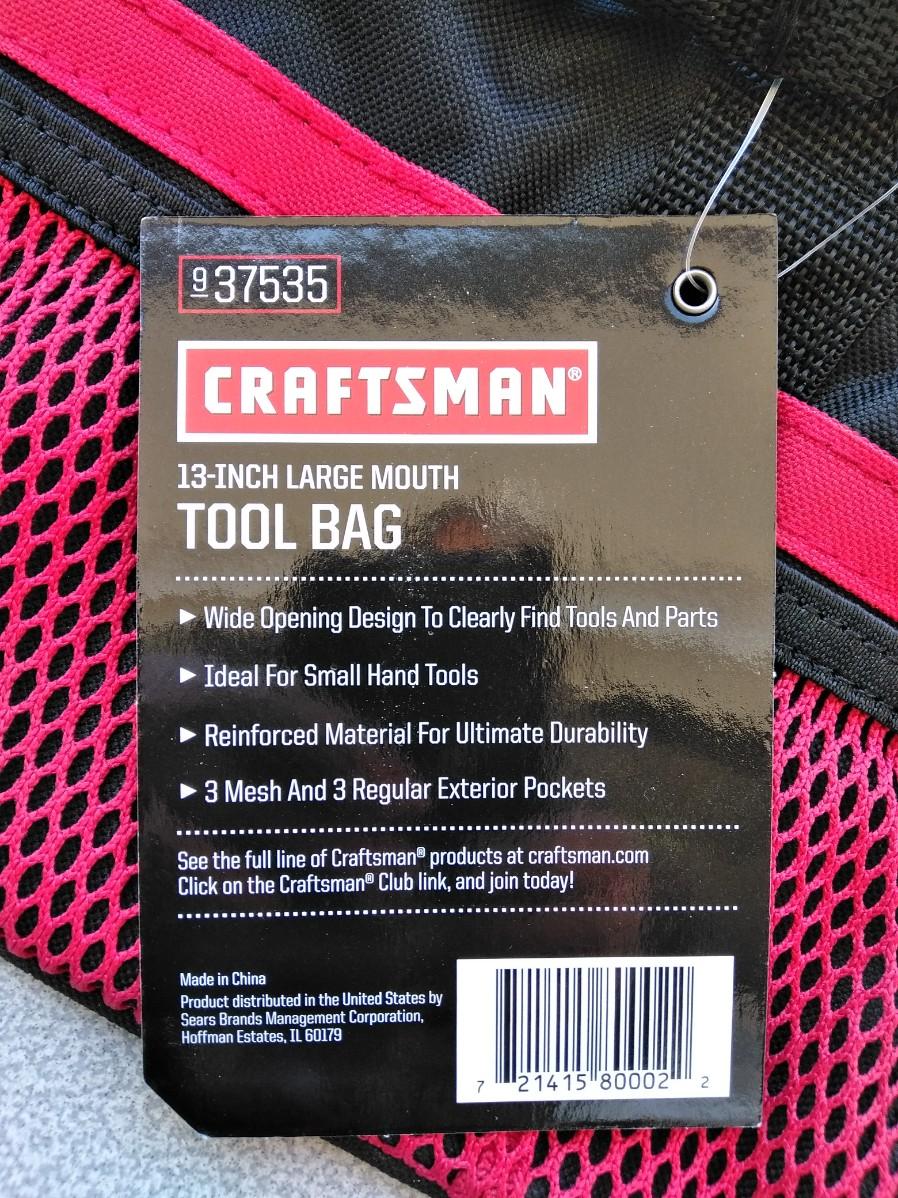 9 37535
CRAFTSMAN®
13-INCH LARGE MOUTH
TOOL BAG
► Wide Opening Design To Clearly Find Tools And Parts
► Ideal For Small Hand Tools
► Reinforced Material For Ultimate Durability
► 3 Mesh And 3 Regular Exterior Pockets
See the full line of Craftsman® products at craftsman.com
Click on the Craftsman® Club link, and join today!
Made in China
Product distributed in the United States by
Sears Brands Management Corporation,
Hoffman Estates, IL 60179
7 21415 80002 2